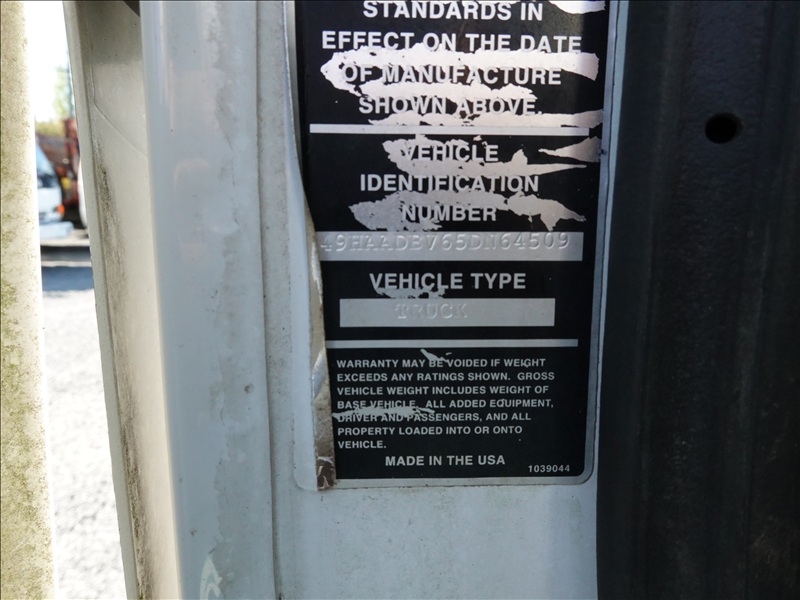 STANDARDS IN
EFFECT ON THE DATE
OF MANUFACTURE
SHOWN ABOVE.
VEHICLE
IDENTIFICATION
NUMBER
49HAADBV65DN64509
VEHICLE TYPE
TRUCK
WARRANTY MAY BE VOIDED IF WEIGHT
EXCEEDS ANY RATINGS SHOWN. GROSS
VEHICLE WEIGHT INCLUDES WEIGHT OF
BASE VEHICLE, ALL ADDED EQUIPMENT,
DRIVER AND PASSENGERS, AND ALL
PROPERTY LOADED INTO OR ONTO
VEHICLE.
MADE IN THE USA
1039044